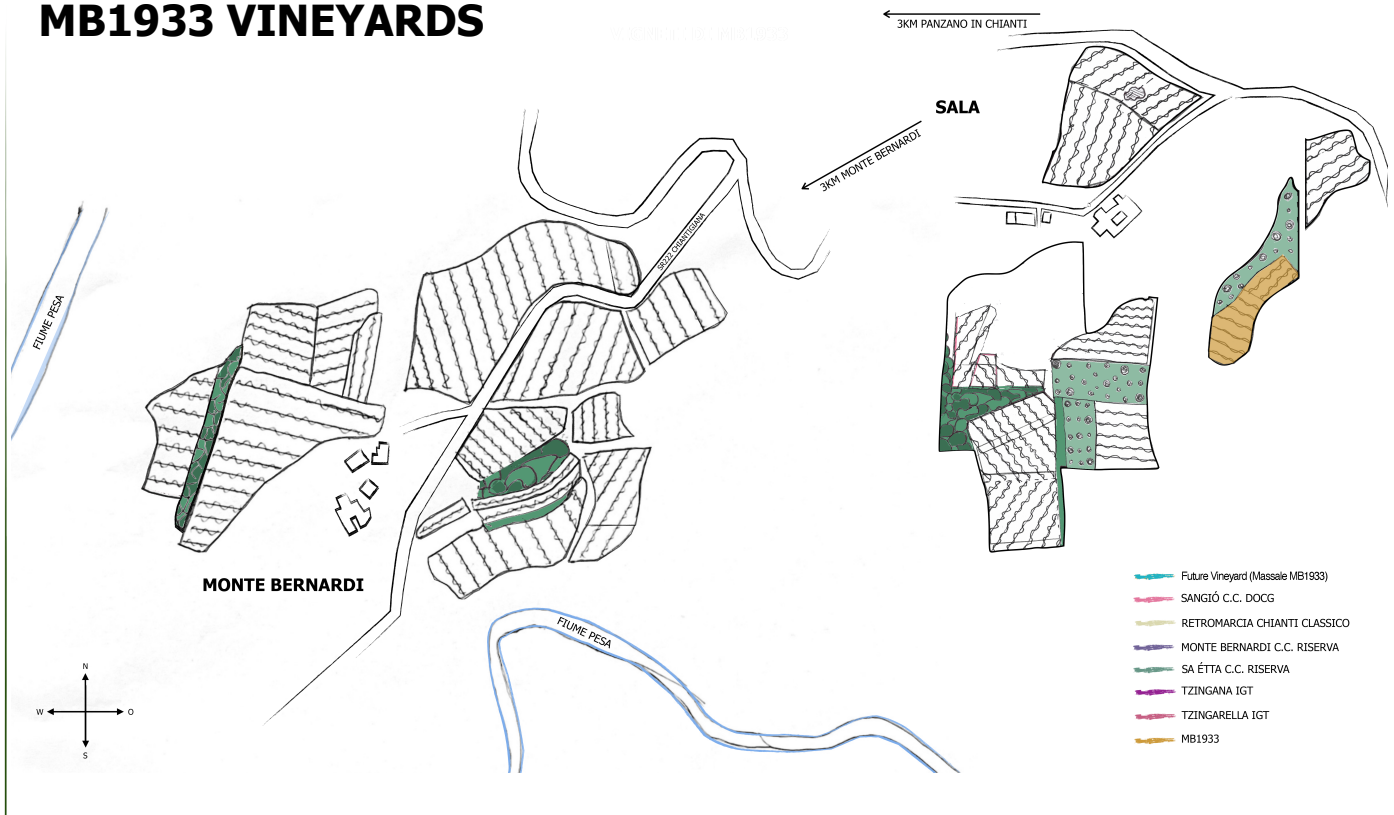 MB1933 VINEYARDS
3KM PANZANO IN CHIANTI
SALA
3KM MONTE BERNARDI
SR222 CHIANTIGIANA
FIUME PESA
MONTE BERNARDI
FIUME PESA
Future Vineyard (Massale MB1933)
SANGIÓ C.C. DOCG
RETROMARCIA CHIANTI CLASSICO
MONTE BERNARDI C.C. RISERVA
SA ÉTTA C.C. RISERVA
TZINGANA IGT
TZINGARELLA IGT
MB1933
N
W
O
S